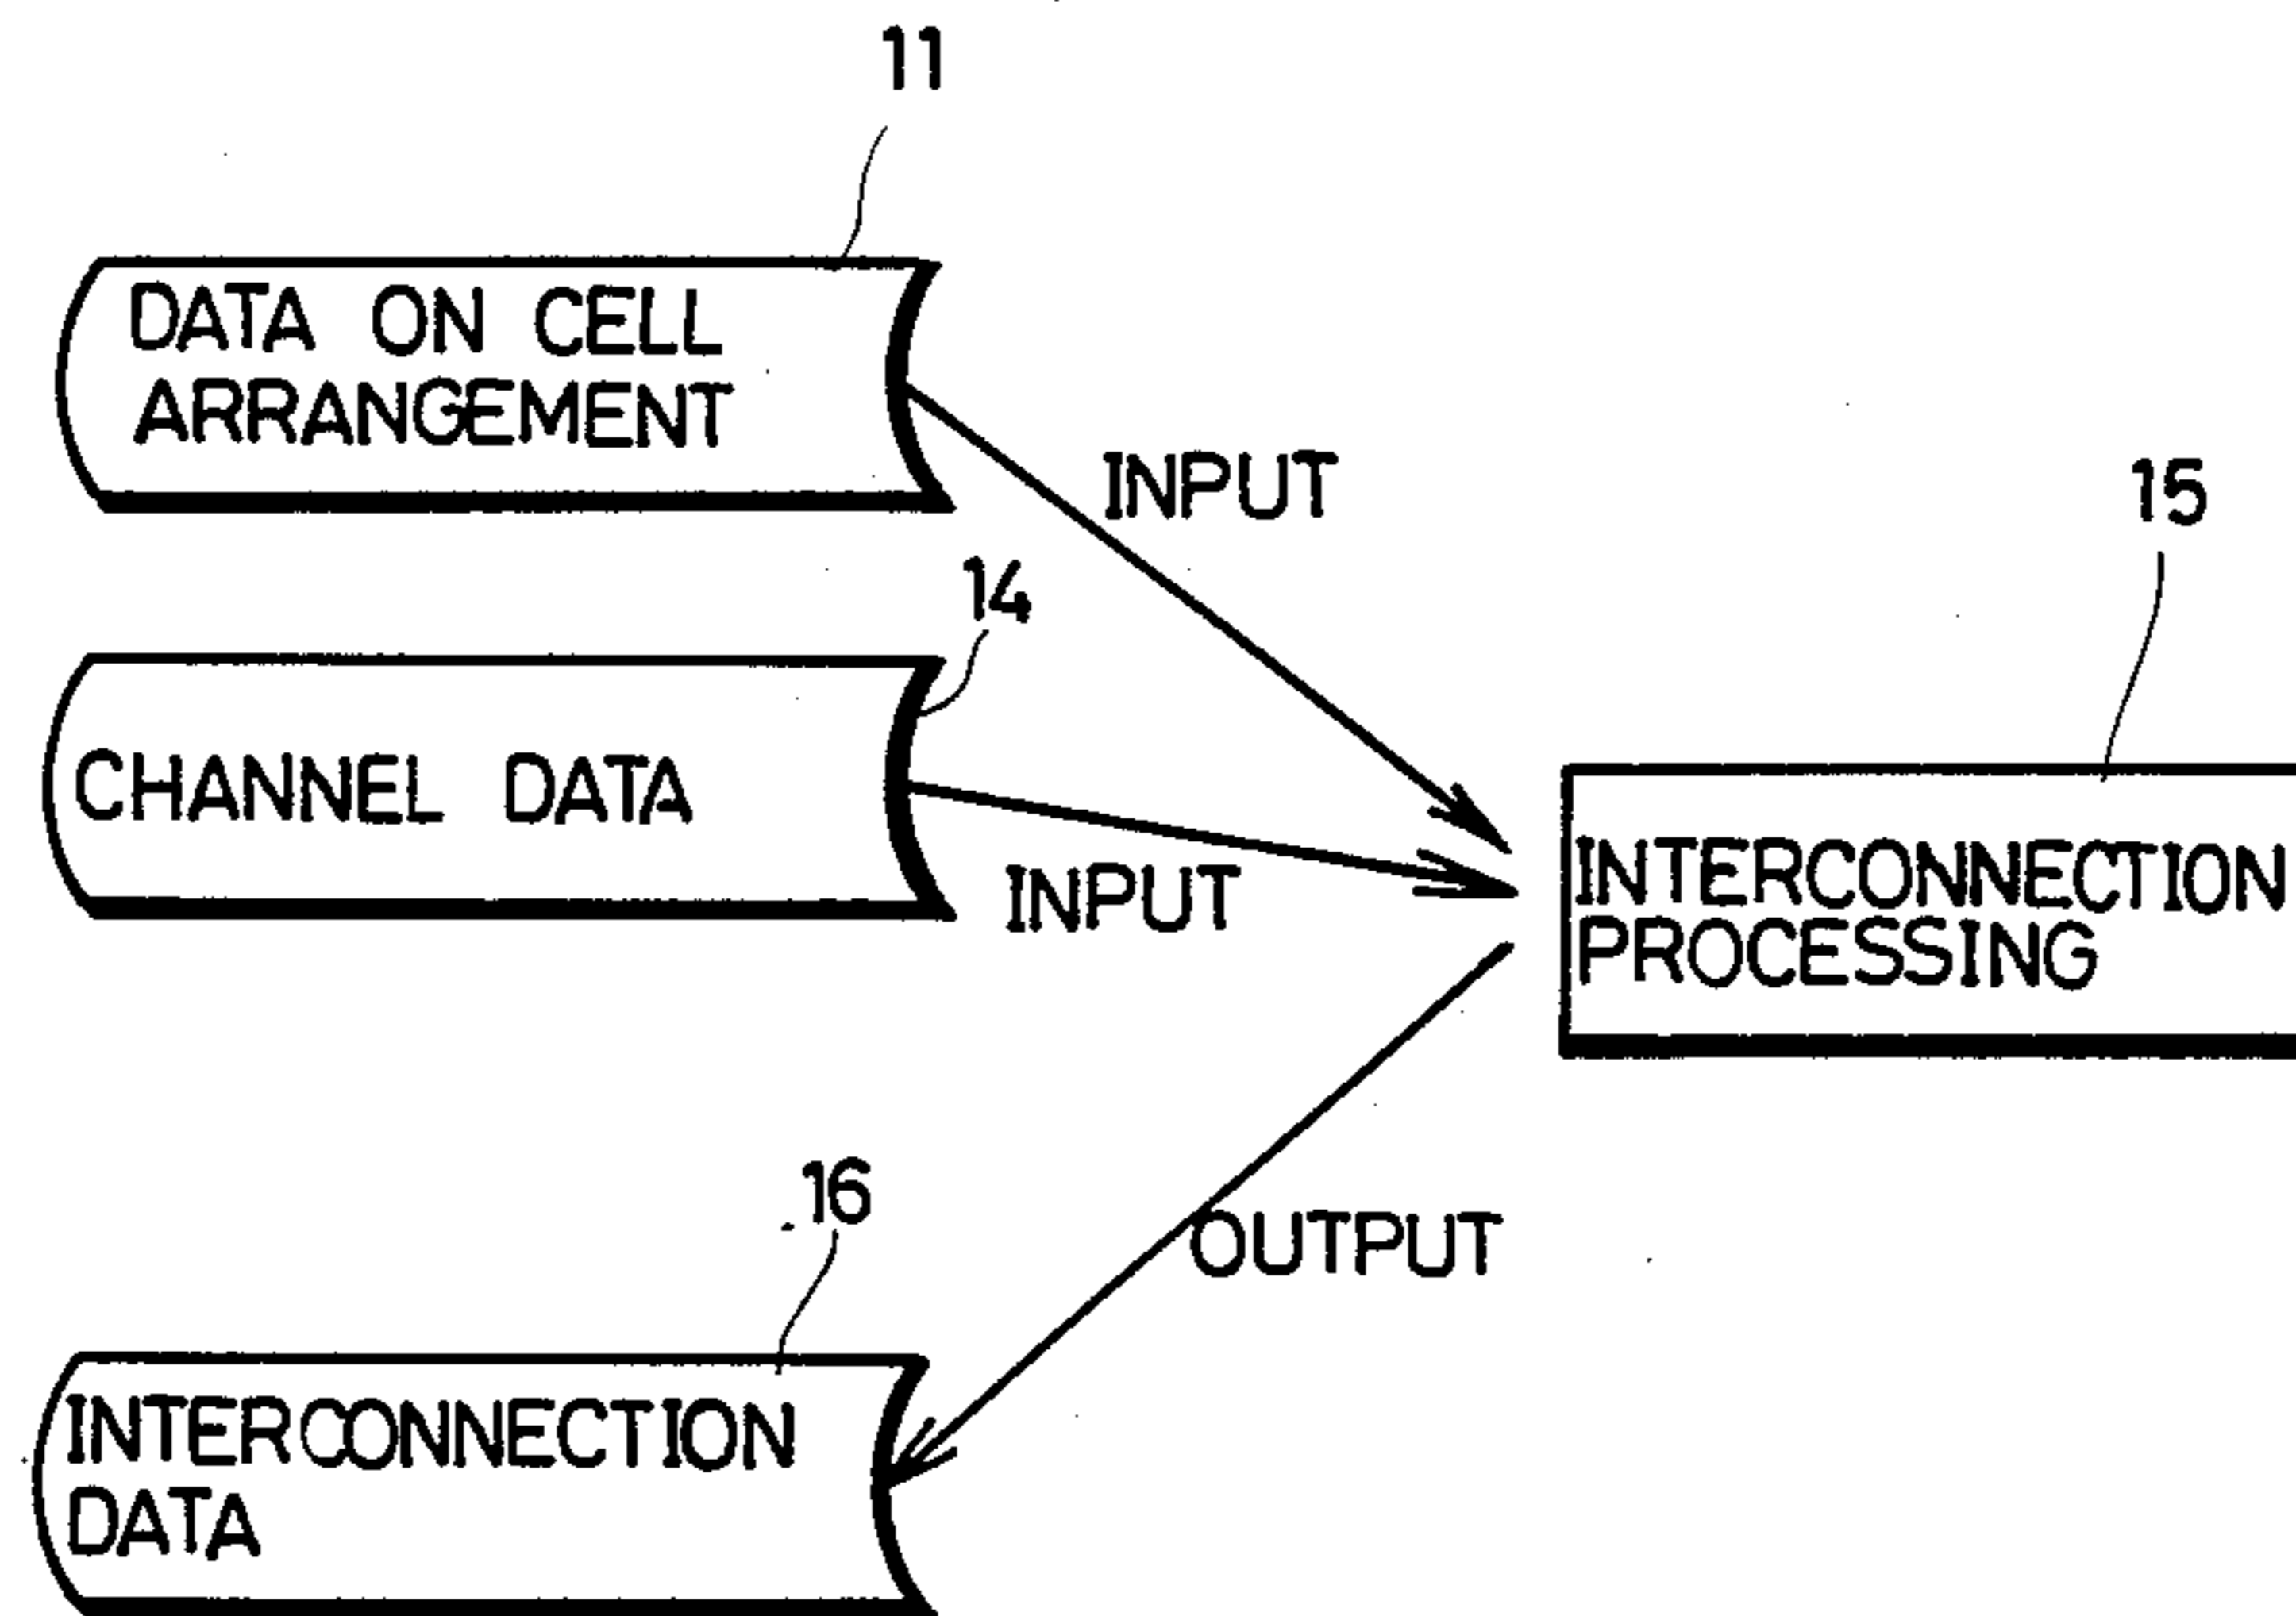 11
DATA ON CELL
ARRANGEMENT
INPUT
15
14
CHANNEL DATA
INPUT
INTERCONNECTION
PROCESSING
16
OUTPUT
INTERCONNECTION
DATA